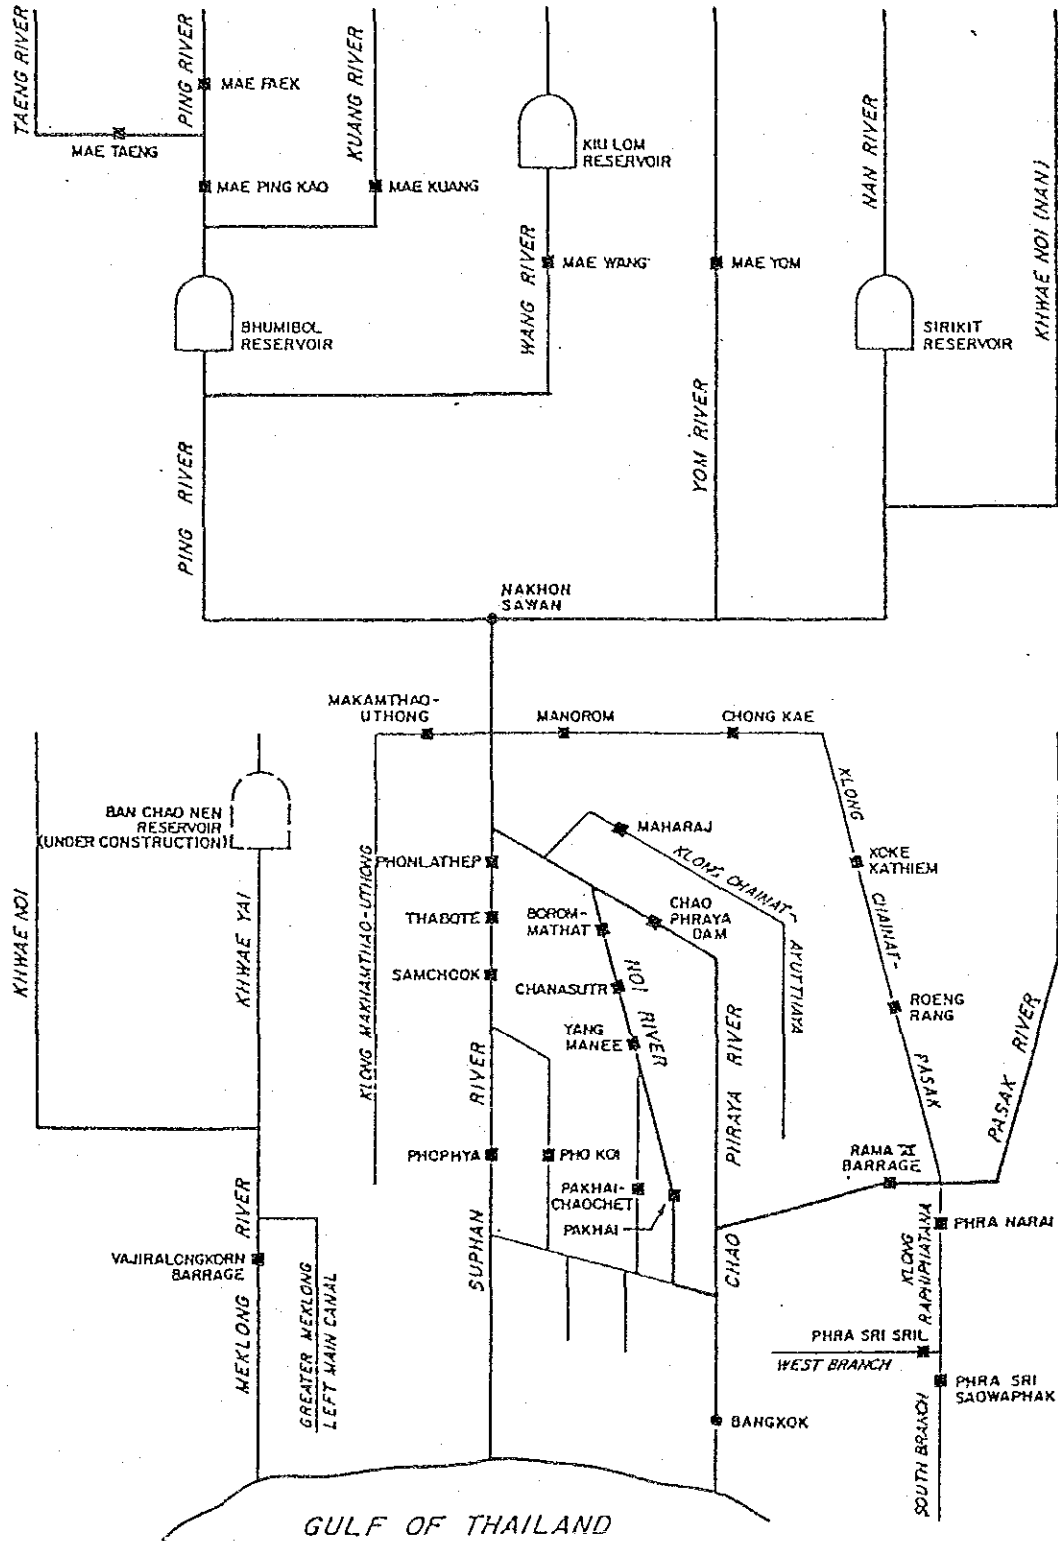 TAENG RIVER
PING RIVER
MAE FAEK
KUANG RIVER
MAE TAENG
MAE PING KAO
MAE KUANG
KIU LOM
RESERVOIR
NAN RIVER
KHWAE NOI (NAN)
WANG RIVER
MAE WANG
MAE YOM
BHUMIBOL
RESERVOIR
SIRIKIT
RESERVOIR
PING RIVER
YOM RIVER
NAKHON
SAWAN
MAKAMTHAO-
UTHONG
MANOROM
CHONG KAE
BAN CHAO NEN
RESERVOIR
(UNDER CONSTRUCTION)
KHWAE NOI
KHWAE YAI
KLONG MAKHAMTHAO-UTHONG
PHONLATHEP
THABOTE
SAMCHOOK
MAHARAJ
KLONG CHAINAT-
AYUTTHAYA
BOROM-
MATHAT
CHAO
PHRAYA
DAM
CHANASUTR
NOI RIVER
YANG
MANEE
KLONG
CHAINAT-
PASAK
KOKE
KATHIEM
ROENG
RANG
PASAK RIVER
SUPHAN RIVER
PHOPHYA
PHO KOI
PAKHAI-
CHAOCHET
PAKHAI
CHAO PHRAYA RIVER
RAMA VI
BARRAGE
PHRA NARAI
KLONG
RAPHIPHATANA
MEKLONG RIVER
VAJIRALONGKORN
BARRAGE
GREATER MEKLONG
LEFT MAIN CANAL
PHRA SRI SRIL
WEST BRANCH
PHRA SRI
SAOWAPHAK
SOUTH BRANCH
BANGKOK
GULF OF THAILAND